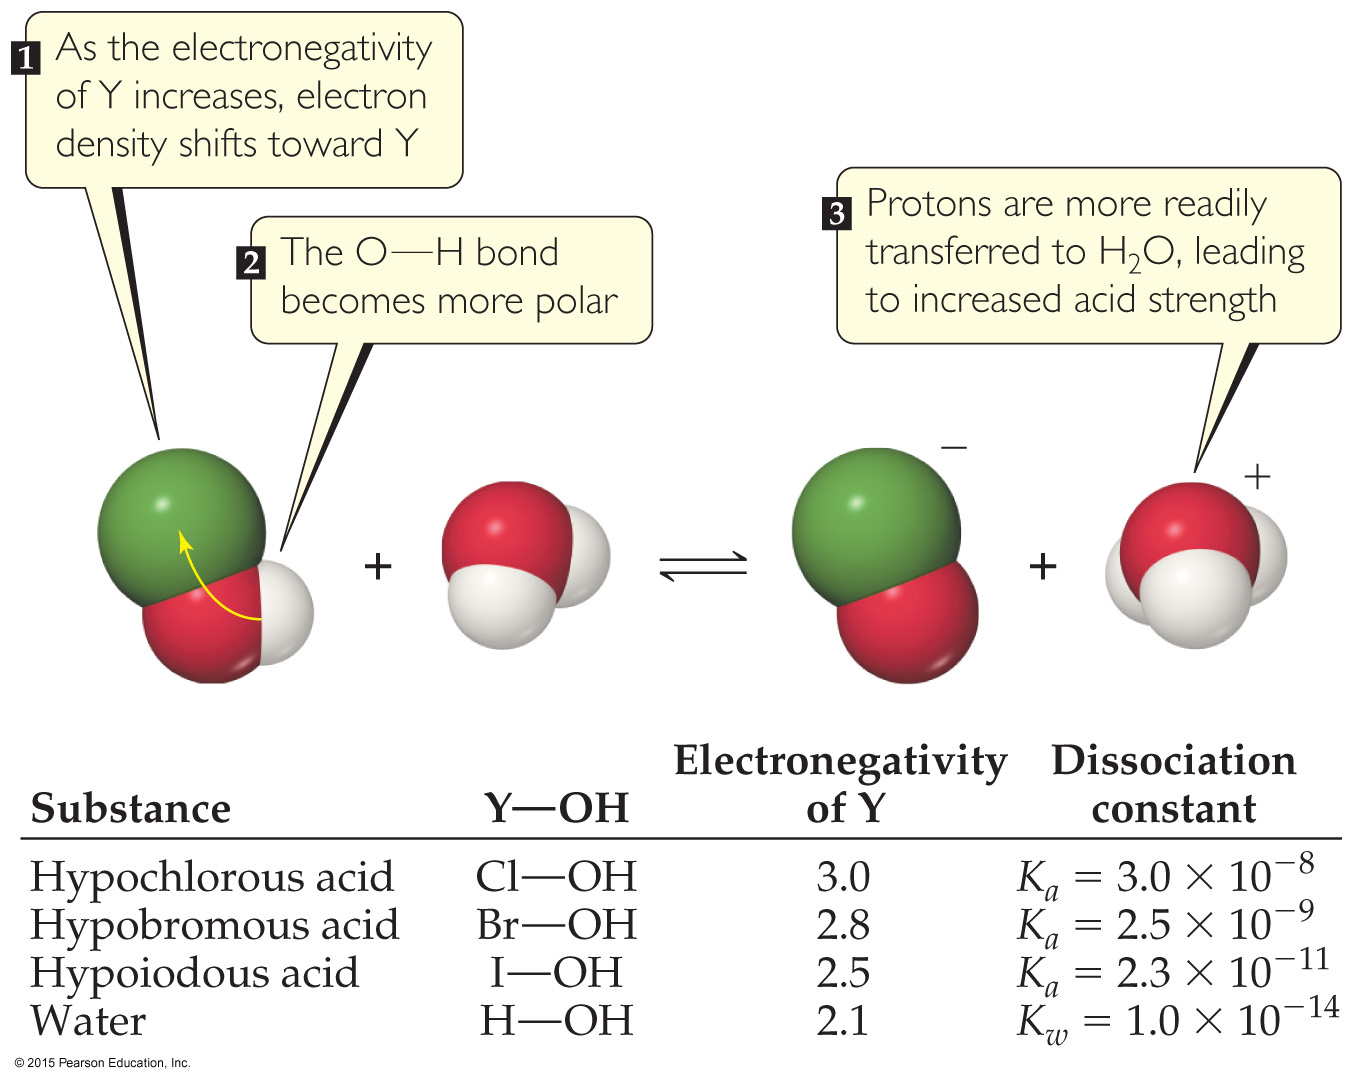 1 As the electronegativity
of Y increases, electron
density shifts toward Y
2 The O—H bond
becomes more polar
3 Protons are more readily
transferred to H₂O, leading
to increased acid strength
− +
+ ⇌ +
Electronegativity Dissociation
Substance Y—OH of Y constant
Hypochlorous acid Cl—OH 3.0 Kₐ = 3.0 × 10⁻⁸
Hypobromous acid Br—OH 2.8 Kₐ = 2.5 × 10⁻⁹
Hypoiodous acid I—OH 2.5 Kₐ = 2.3 × 10⁻¹¹
Water H—OH 2.1 K_w = 1.0 × 10⁻¹⁴
© 2015 Pearson Education, Inc.